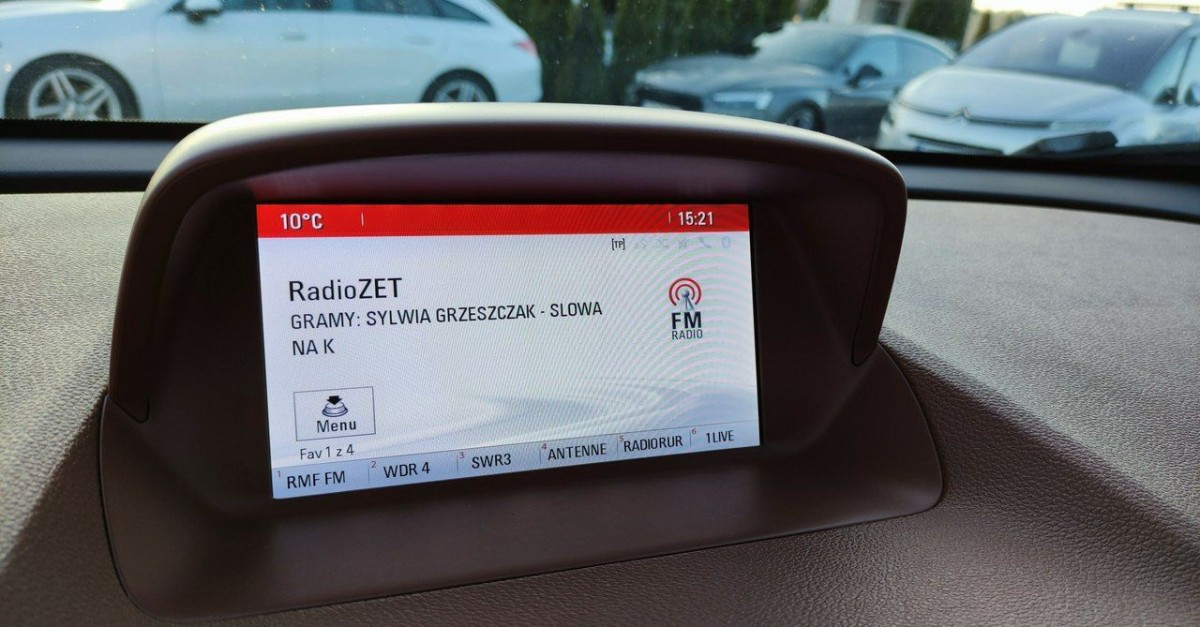 10°C 15:21
[TP]
RadioZET
GRAMY: SYLWIA GRZESZCZAK - SLOWA
NA K
FM
RADIO
Menu
Fav 1 z 4
1 RMF FM 2 WDR 4 3 SWR3 4 ANTENNE 5 RADIORUR 6 1LIVE